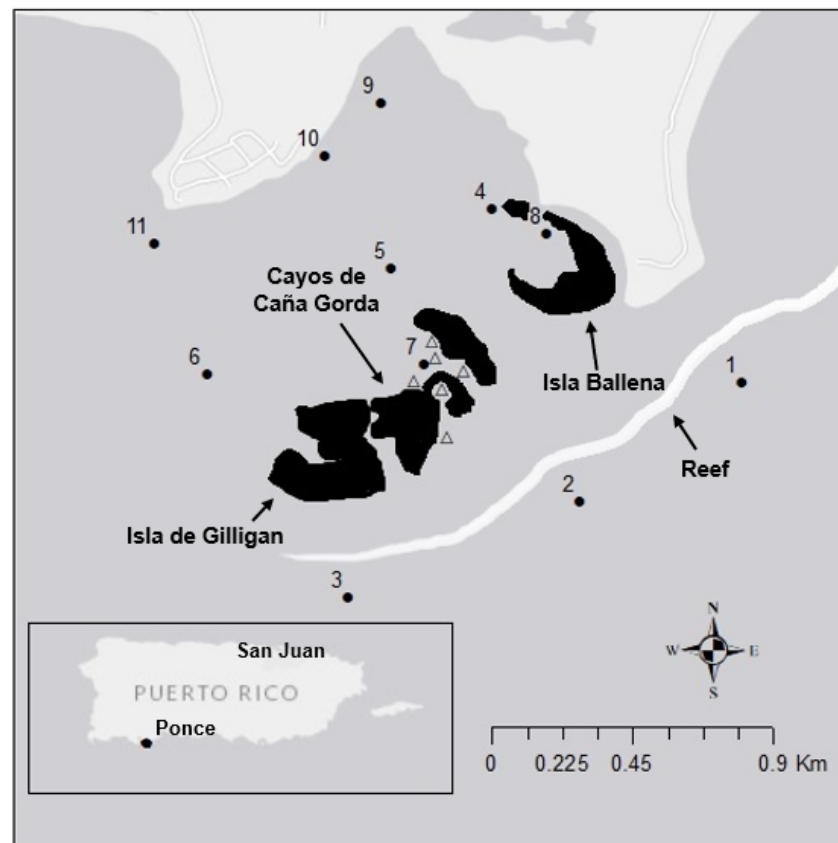 9
10
4
8
11
5
Cayos de
Caña Gorda
7
6
1
Isla Ballena
Reef
2
Isla de Gilligan
3
San Juan
PUERTO RICO
Ponce
N
W
E
S
0
0.225
0.45
0.9 Km